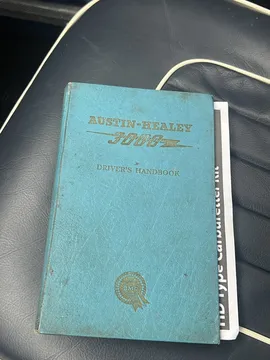 AUSTIN-HEALEY
3000
DRIVER'S HANDBOOK
HD Type Carburetter Kit